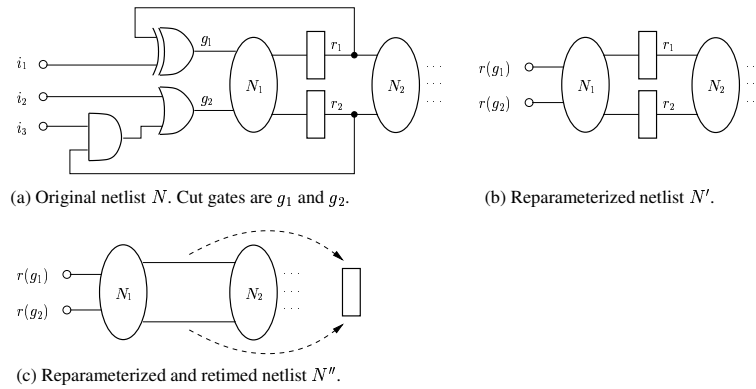 g1
r1
i1
N1
N2
. . .
. . .
. . .
i2
g2
r2
i3
(a) Original netlist N. Cut gates are g1 and g2.
r(g1)
r(g2)
N1
r1
r2
N2
. . .
. . .
. . .
(b) Reparameterized netlist N′.
r(g1)
r(g2)
N1
N2
. . .
. . .
. . .
(c) Reparameterized and retimed netlist N″.